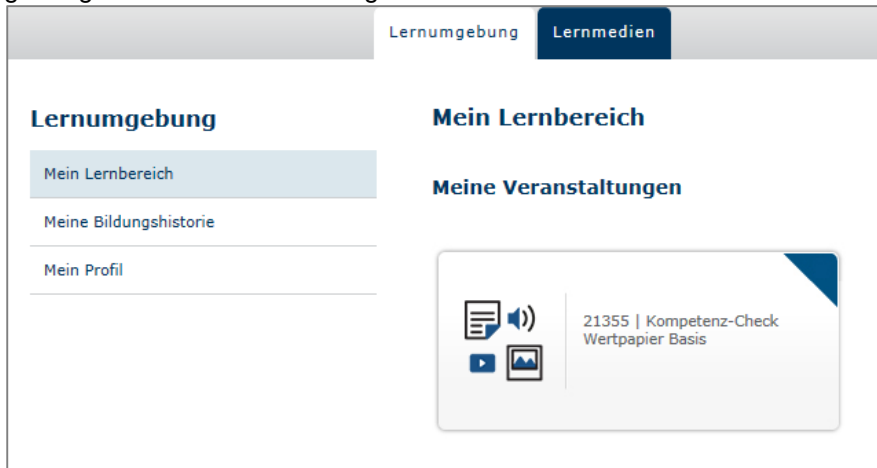 Lernumgebung Lernmedien
Lernumgebung
Mein Lernbereich
Meine Bildungshistorie
Mein Profil
Mein Lernbereich
Meine Veranstaltungen
21355 | Kompetenz-Check
Wertpapier Basis